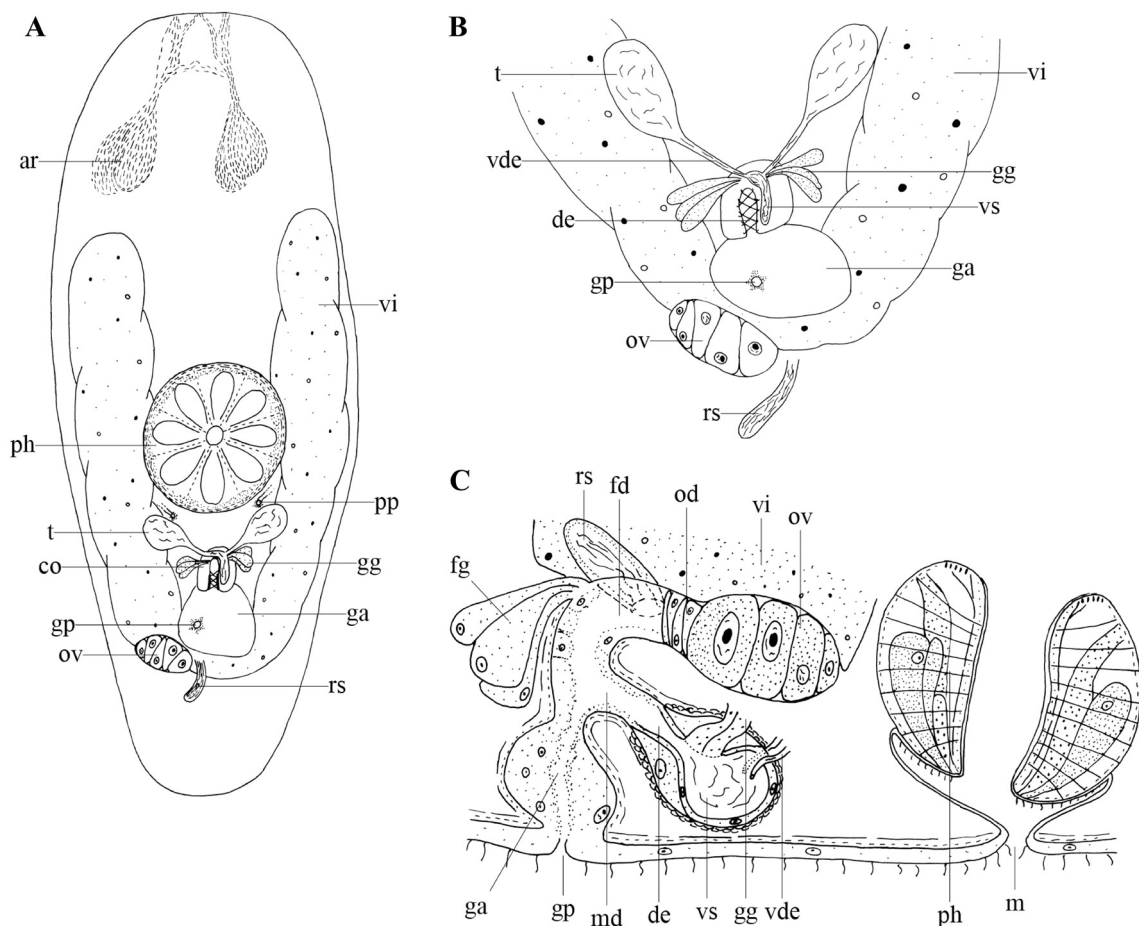 A
ar
vi
ph
pp
t
co
gg
ga
gp
ov
rs
B
t
vi
vde
gg
de
vs
gp
ga
ov
rs
C
rs
fd
od
vi
ov
fg
ga
gp
md
de
vs
gg
vde
ph
m